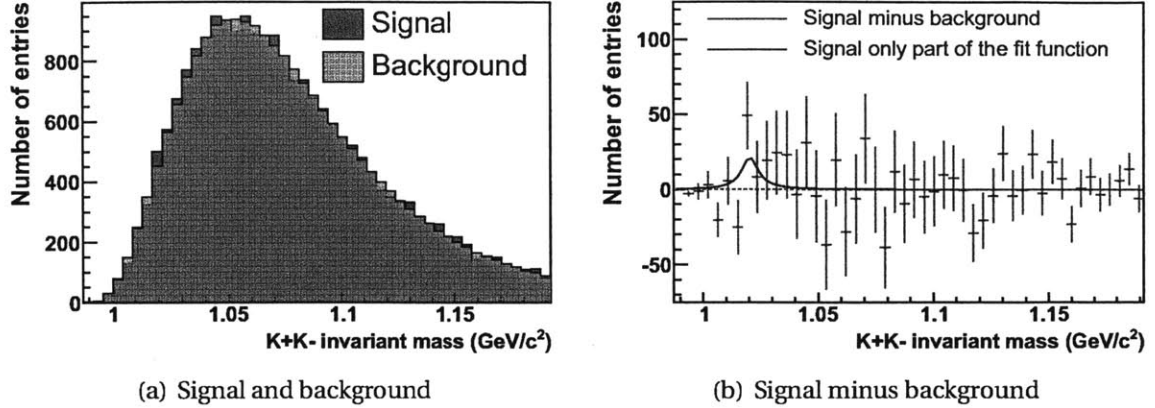 Number of entries
800
600
400
200
0
Signal
Background
1
1.05
1.1
1.15
K+K- invariant mass (GeV/c²)
(a) Signal and background
Number of entries
100
50
0
-50
Signal minus background
Signal only part of the fit function
1
1.05
1.1
1.15
K+K- invariant mass (GeV/c²)
(b) Signal minus background